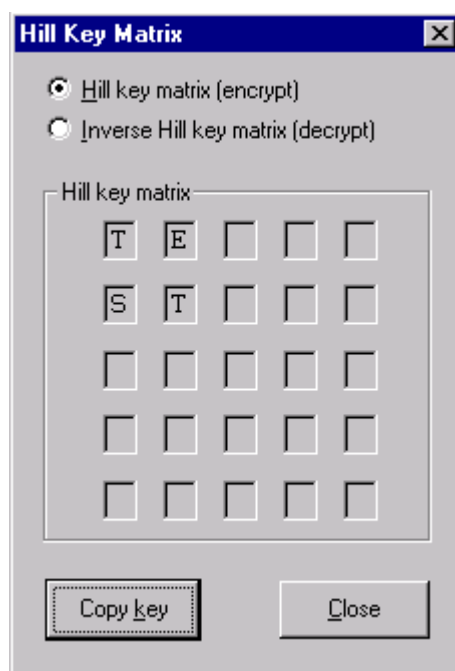 Hill Key Matrix
Hill key matrix (encrypt)
Inverse Hill key matrix (decrypt)
Hill key matrix
T E
S T
Copy key
Close